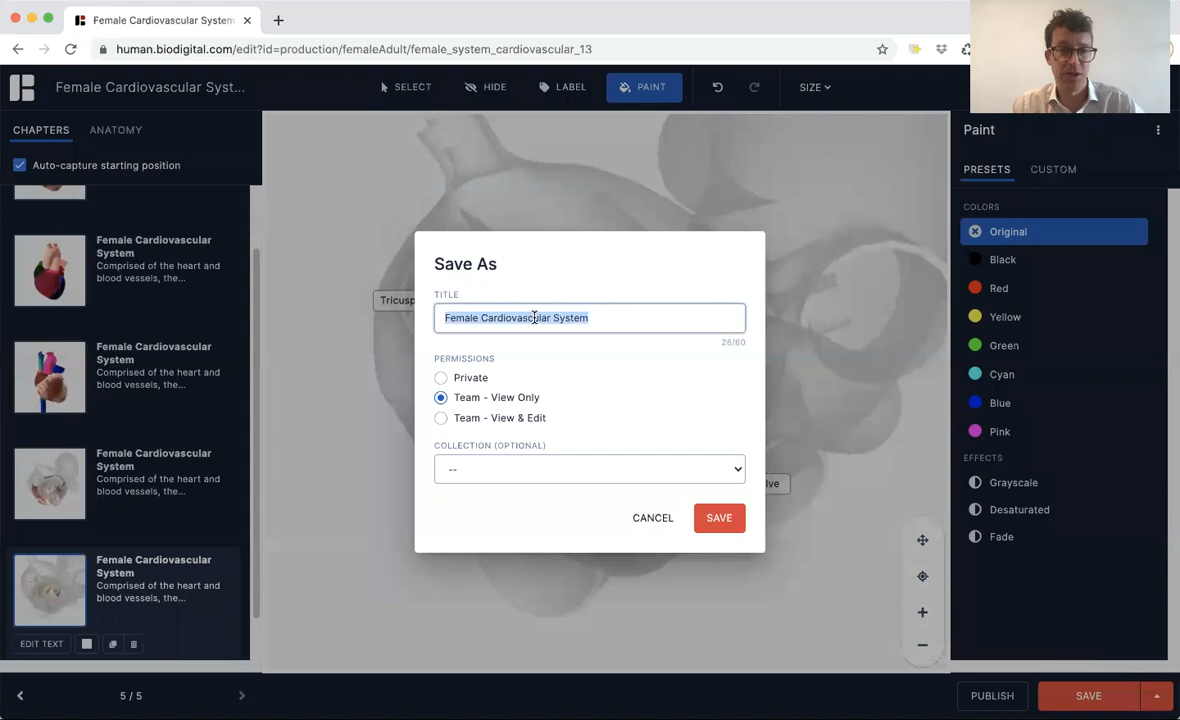 Female Cardiovascular System
human.biodigital.com/edit?id=production/femaleAdult/female_system_cardiovascular_13
Female Cardiovascular Syst...
SELECT
HIDE
LABEL
PAINT
SIZE
CHAPTERS
ANATOMY
Auto-capture starting position
Female Cardiovascular
System
Comprised of the heart and
blood vessels, the...
Female Cardiovascular
System
Comprised of the heart and
blood vessels, the...
Female Cardiovascular
System
Comprised of the heart and
blood vessels, the...
Female Cardiovascular
System
Comprised of the heart and
blood vessels, the...
EDIT TEXT
5 / 5
Tricusp
lve
Save As
TITLE
Female Cardiovascular System
28/60
PERMISSIONS
Private
Team - View Only
Team - View & Edit
COLLECTION (OPTIONAL)
--
CANCEL
SAVE
Paint
PRESETS
CUSTOM
COLORS
Original
Black
Red
Yellow
Green
Cyan
Blue
Pink
EFFECTS
Grayscale
Desaturated
Fade
PUBLISH
SAVE